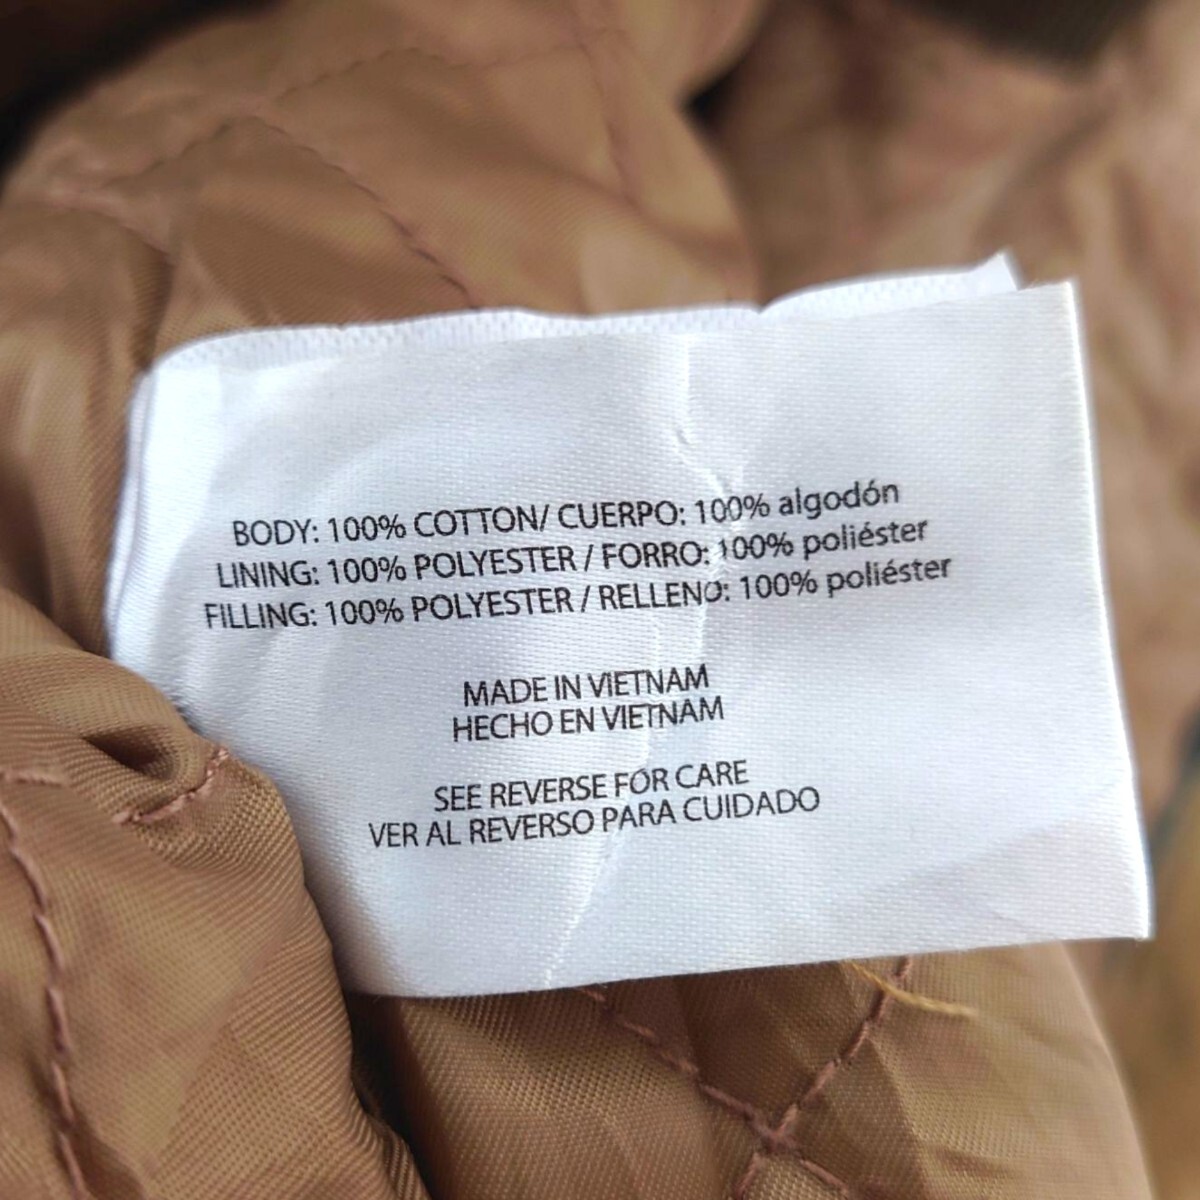 BODY: 100% COTTON/ CUERPO: 100% algodón
LINING: 100% POLYESTER / FORRO: 100% poliéster
FILLING: 100% POLYESTER / RELLENO: 100% poliéster
MADE IN VIETNAM
HECHO EN VIETNAM
SEE REVERSE FOR CARE
VER AL REVERSO PARA CUIDADO